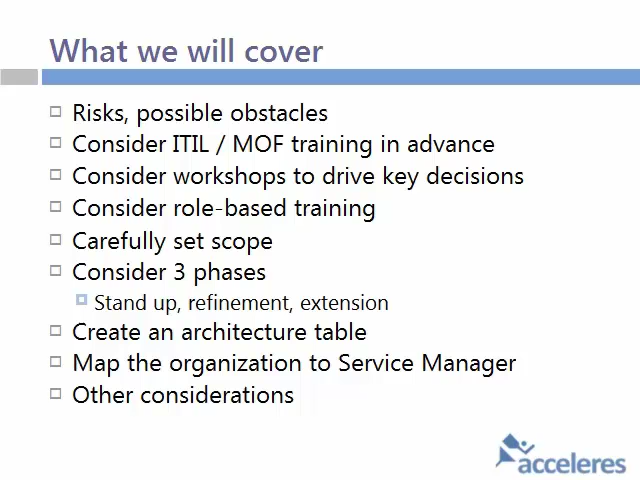 What we will cover
Risks, possible obstacles
Consider ITIL / MOF training in advance
Consider workshops to drive key decisions
Consider role-based training
Carefully set scope
Consider 3 phases
Stand up, refinement, extension
Create an architecture table
Map the organization to Service Manager
Other considerations
acceleres